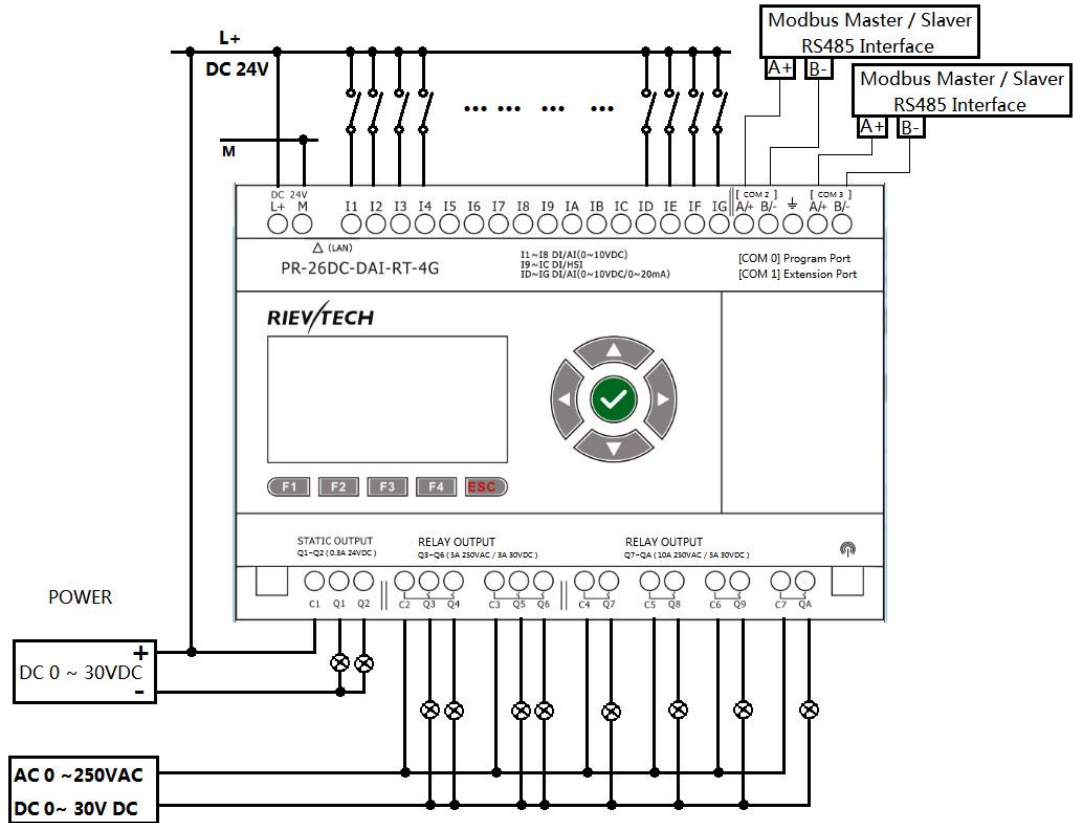 L+
DC 24V
M
Modbus Master / Slaver
RS485 Interface
A+ B-
Modbus Master / Slaver
RS485 Interface
A+ B-
DC 24V
L+ M I1 I2 I3 I4 I5 I6 I7 I8 I9 IA IB IC ID IE IF IG
[ COM 2 ] [ COM 3 ]
A/+ B/- A/+ B/-
(LAN)
PR-26DC-DAI-RT-4G
I1~I8 DI/AI(0~10VDC)
I9~IC DI/HSI
ID~IG DI/AI(0~10VDC/0~20mA)
[COM 0] Program Port
[COM 1] Extension Port
RIEVTECH
F1 F2 F3 F4 ESC
STATIC OUTPUT
Q1~Q2 ( 0.3A 24VDC )
RELAY OUTPUT
Q3~Q6 ( 5A 250VAC / 3A 30VDC )
RELAY OUTPUT
Q7~QA ( 10A 250VAC / 5A 30VDC )
C1 Q1 Q2 C2 Q3 Q4 C3 Q5 Q6 C4 Q7 C5 Q8 C6 Q9 C7 QA
POWER
+
DC 0 ~ 30VDC
-
AC 0 ~250VAC
DC 0~ 30V DC